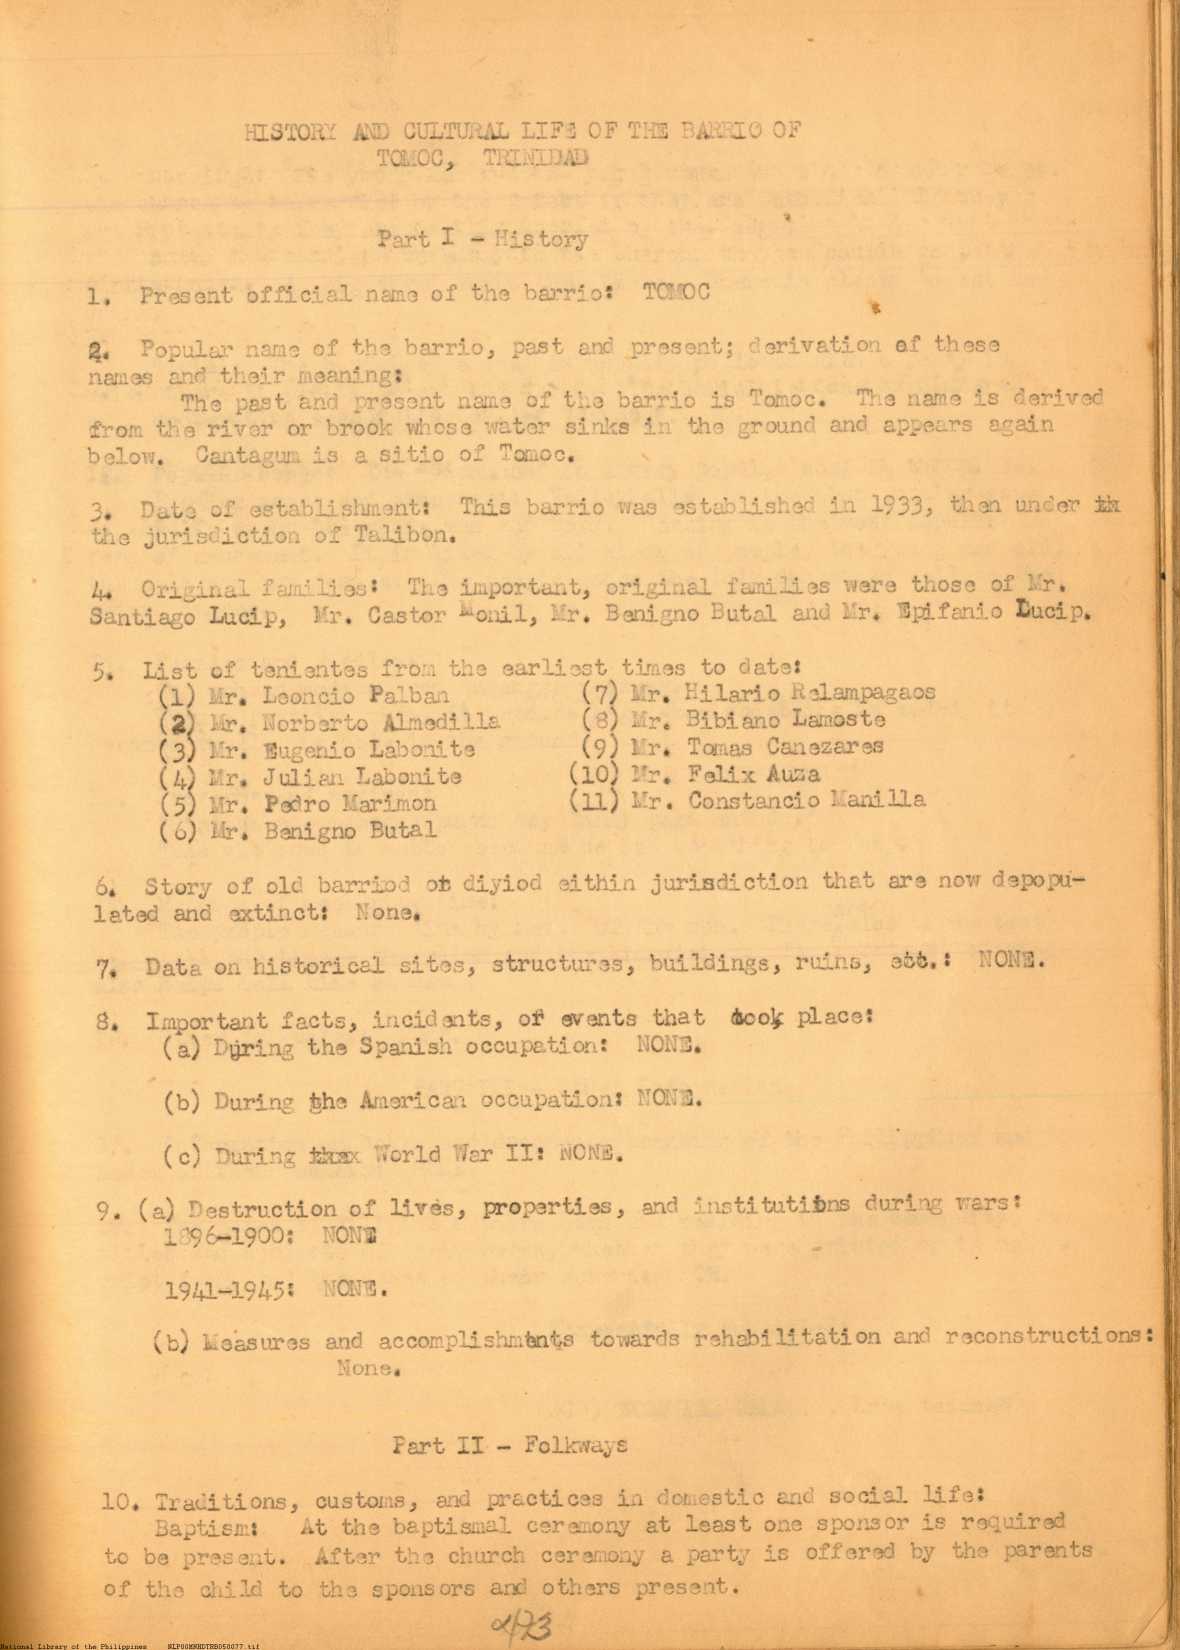 HISTORY AND CULTURAL LIFE OF THE BARRIO OF
TOMOC, TRINIDAD
Part I - History
1. Present official name of the barrio: TOMOC
2. Popular name of the barrio, past and present; derivation of these
names and their meaning:
The past and present name of the barrio is Tomoc. The name is derived
from the river or brook whose water sinks in the ground and appears again
below. Cantagum is a sitio of Tomoc.
3. Date of establishment: This barrio was established in 1933, then under
the jurisdiction of Talibon.
4. Original families: The important, original families were those of Mr.
Santiago Lucip, Mr. Castor Monil, Mr. Benigno Butal and Mr. Epifanio Lucip.
5. List of tenientes from the earliest times to date:
(1) Mr. Leoncio Palban (7) Mr. Hilario Relampagaos
(2) Mr. Norberto Almedilla (8) Mr. Bibiano Lamoste
(3) Mr. Eugenio Labonite (9) Mr. Tomas Canezares
(4) Mr. Julian Labonite (10) Mr. Felix Auza
(5) Mr. Pedro Marimon (11) Mr. Constancio Manilla
(6) Mr. Benigno Butal
6. Story of old barriod or diyiod eithin jurisdiction that are now depopu-
lated and extinct: None.
7. Data on historical sites, structures, buildings, ruins, etc.: NONE.
8. Important facts, incidents, or events that took place:
(a) During the Spanish occupation: NONE.
(b) During the American occupation: NONE.
(c) During World War II: NONE.
9. (a) Destruction of lives, properties, and institutions during wars:
1896-1900: NONE
1941-1945: NONE.
(b) Measures and accomplishments towards rehabilitation and reconstructions:
None.
Part II - Folkways
10. Traditions, customs, and practices in domestic and social life:
Baptism: At the baptismal ceremony at least one sponsor is required
to be present. After the church ceremony a party is offered by the parents
of the child to the sponsors and others present.
National Library of the Philippines NLP00MNHDTRB050077.tif